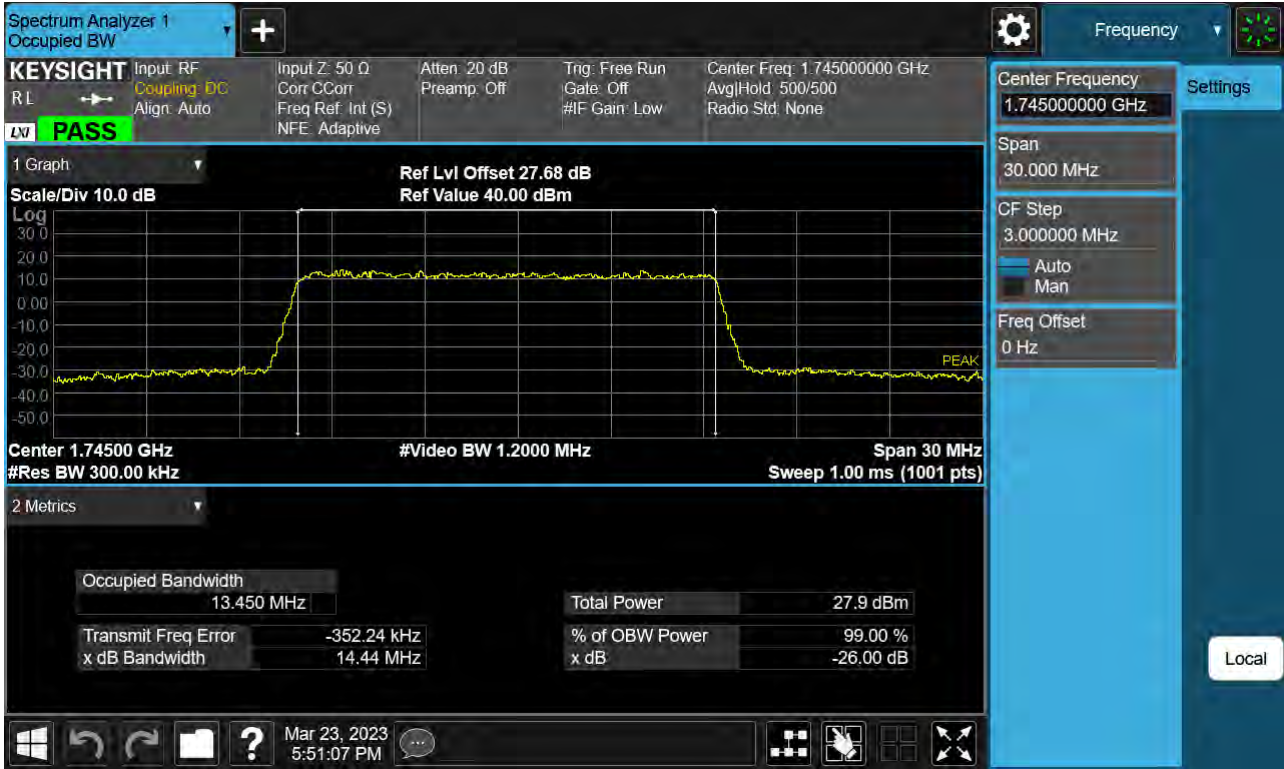 Spectrum Analyzer 1
Occupied BW
+
Frequency
KEYSIGHT
R L
LXI
PASS
Input: RF
Coupling: DC
Align: Auto
Input Z: 50 Ω
Corr CCorr
Freq Ref: Int (S)
NFE: Adaptive
Atten: 20 dB
Preamp: Off
Trig: Free Run
Gate: Off
#IF Gain: Low
Center Freq: 1.745000000 GHz
Avg|Hold: 500/500
Radio Std: None
Center Frequency
1.745000000 GHz
Settings
Span
30.000 MHz
CF Step
3.000000 MHz
Auto
Man
Freq Offset
0 Hz
Local
1 Graph
Scale/Div 10.0 dB
Ref Lvl Offset 27.68 dB
Ref Value 40.00 dBm
Log
30.0
20.0
10.0
0.00
-10.0
-20.0
-30.0
-40.0
-50.0
PEAK
Center 1.74500 GHz
#Video BW 1.2000 MHz
Span 30 MHz
#Res BW 300.00 kHz
Sweep 1.00 ms (1001 pts)
2 Metrics
Occupied Bandwidth
13.450 MHz
Total Power 27.9 dBm
Transmit Freq Error -352.24 kHz
% of OBW Power 99.00 %
x dB Bandwidth 14.44 MHz
x dB -26.00 dB
?
Mar 23, 2023
5:51:07 PM